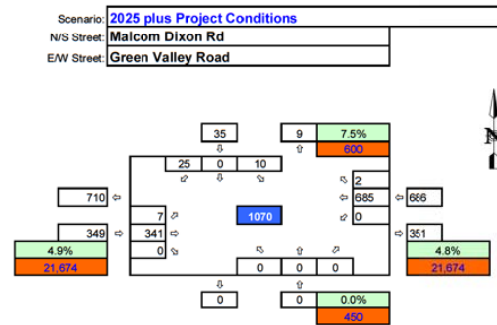 Scenario: 2025 plus Project Conditions
N/S Street: Malcom Dixon Rd
E/W Street: Green Valley Road
35 9 7.5%
600
N
25 0 10
2
710 685 686
7 1070 0
349 341 351
4.9% 0 4.8%
21,674 0 0 0 21,674
0 0 0.0%
450